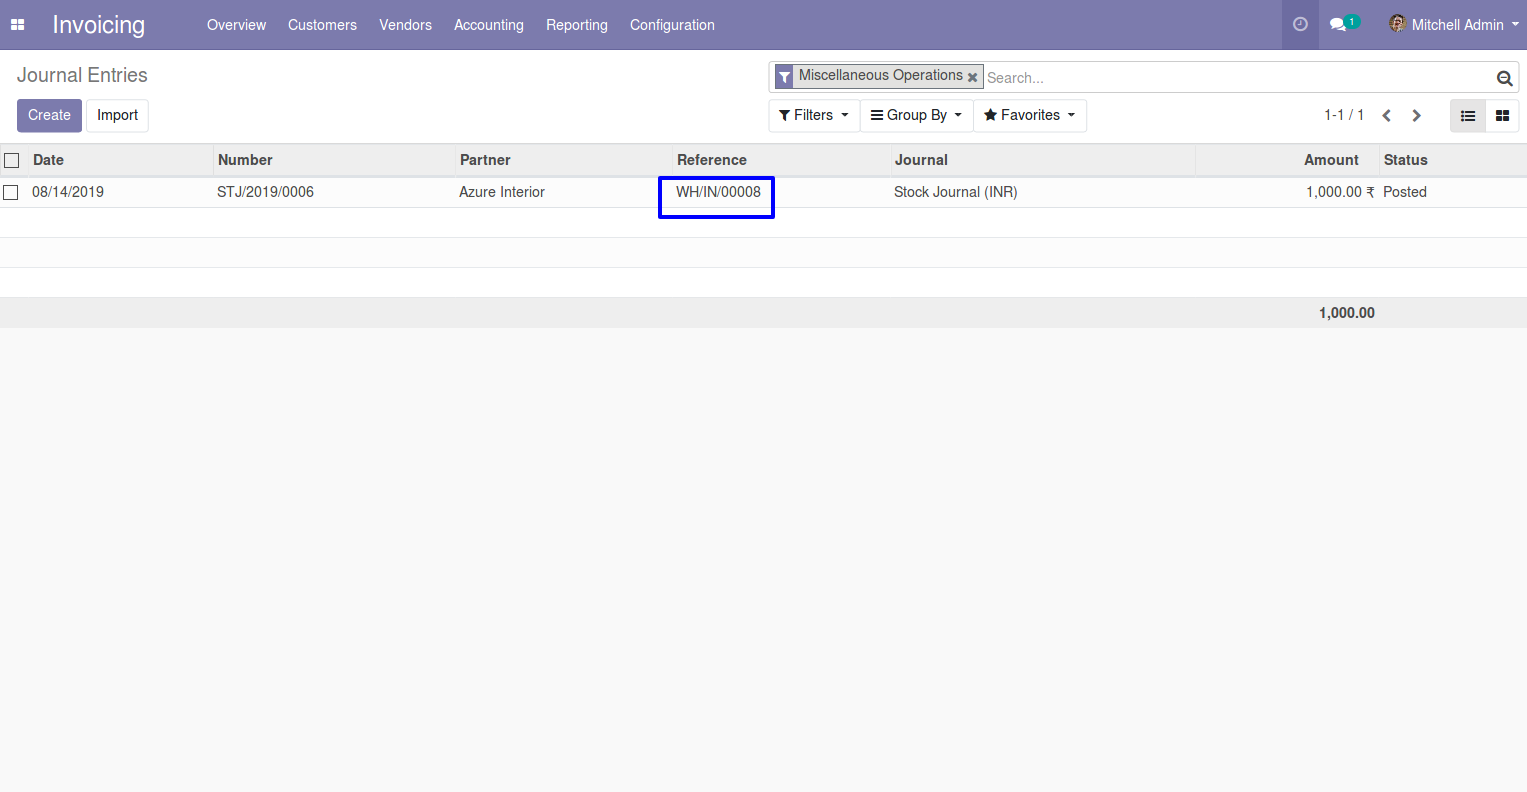 Invoicing Overview Customers Vendors Accounting Reporting Configuration 1 Mitchell Admin
Journal Entries
Miscellaneous Operations Search...
Create Import Filters Group By Favorites 1-1 / 1
Date Number Partner Reference Journal Amount Status
08/14/2019 STJ/2019/0006 Azure Interior WH/IN/00008 Stock Journal (INR) 1,000.00 ₹ Posted
1,000.00